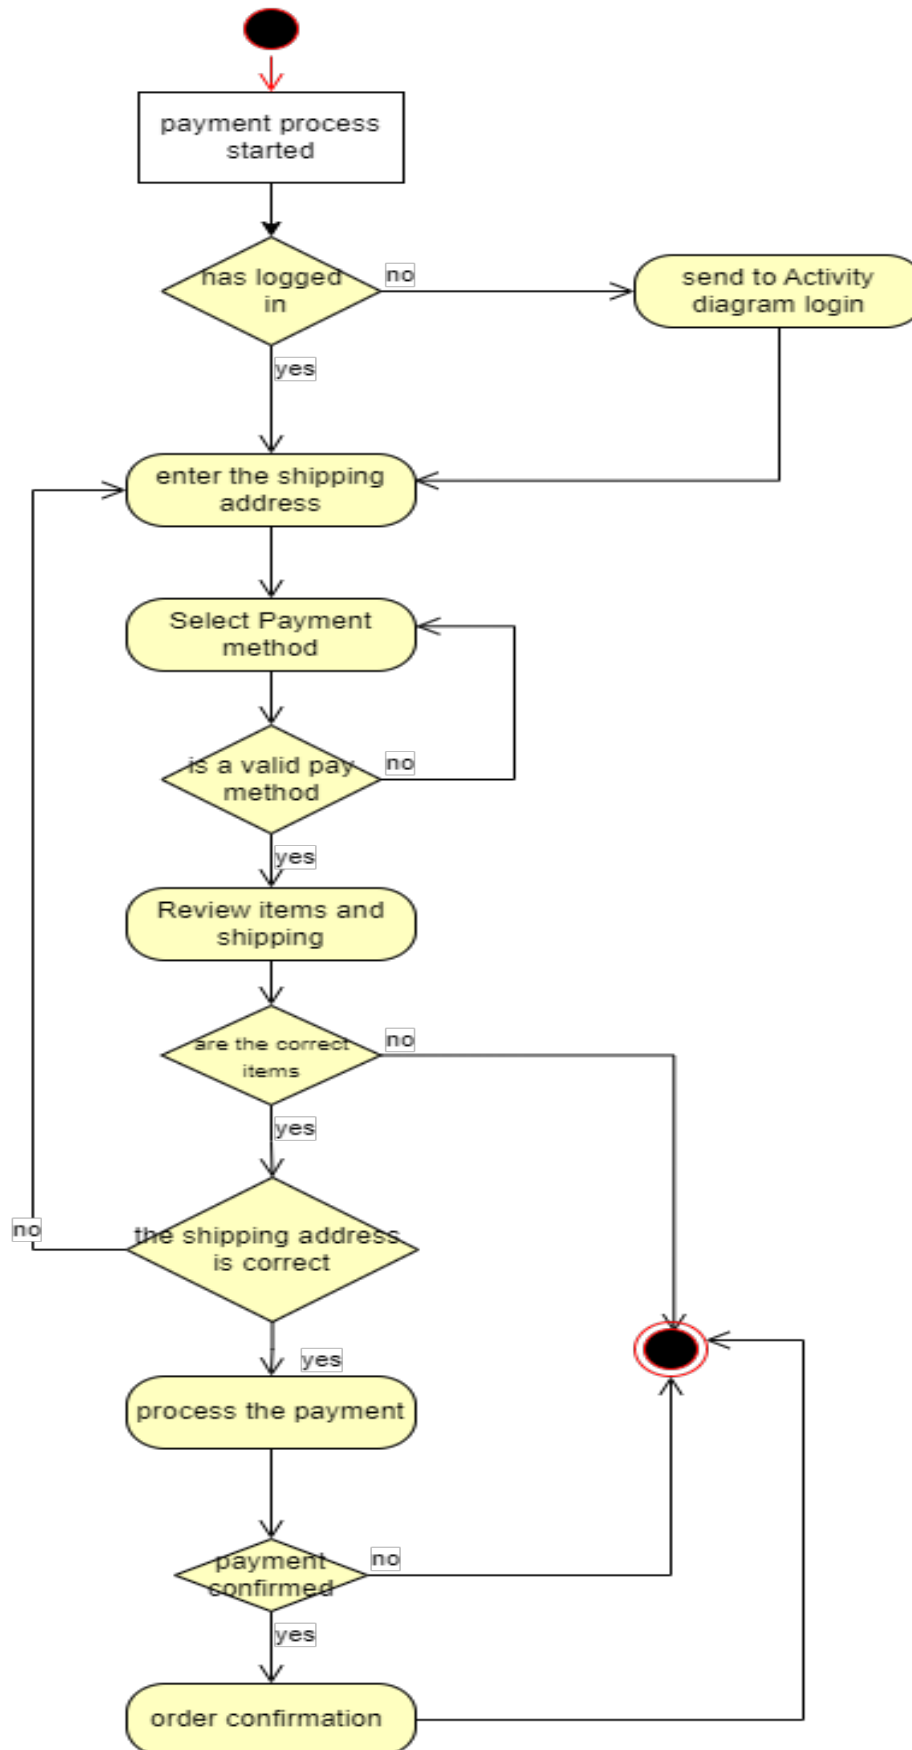 payment process
started
has logged
in
no
send to Activity
diagram login
yes
enter the shipping
address
Select Payment
method
is a valid pay
method
no
yes
Review items and
shipping
are the correct
items
no
yes
the shipping address
is correct
no
yes
process the payment
payment
confirmed
no
yes
order confirmation